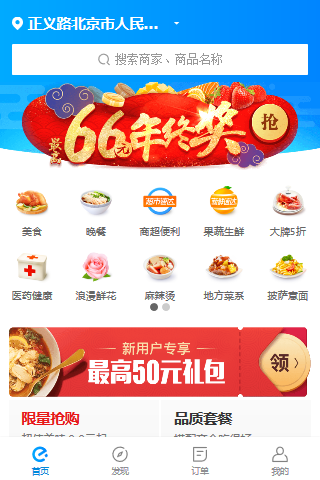 正义路北京市人民...
搜索商家、商品名称
最高66元年终奖
抢
美食
晚餐
商超便利
果蔬生鲜
大牌5折
医药健康
浪漫鲜花
麻辣烫
地方菜系
披萨意面
新用户专享
最高50元礼包
领
限量抢购
品质套餐
首页
发现
订单
我的